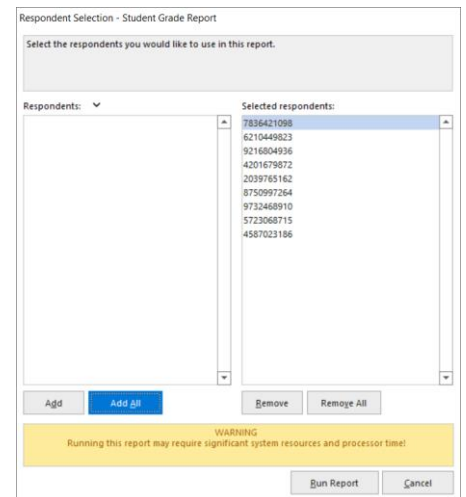 Respondent Selection - Student Grade Report
Select the respondents you would like to use in this report.
Respondents:
Selected respondents:
7836421098
6210449823
9216804936
4201679872
2039765162
8750997264
9732468910
5723068715
4587023186
Add
Add All
Remove
Remove All
WARNING
Running this report may require significant system resources and processor time!
Run Report
Cancel